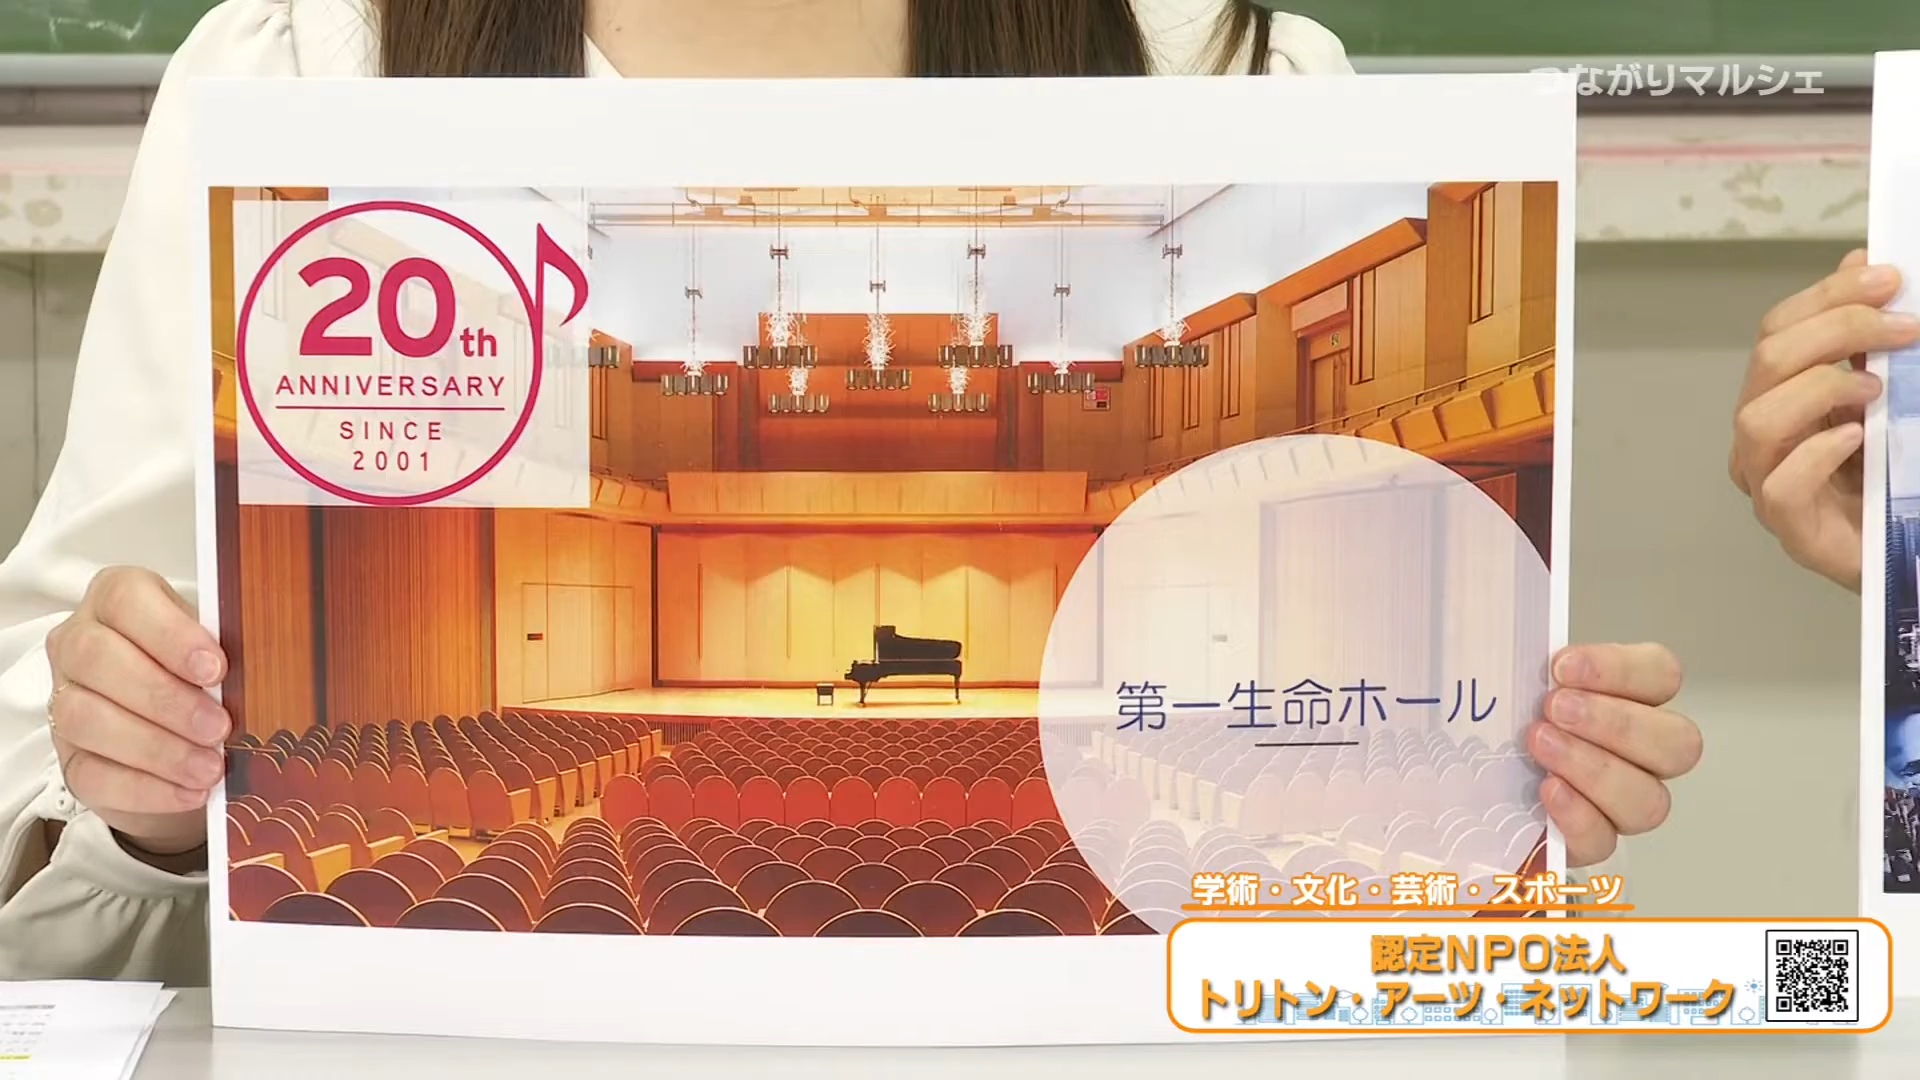 つながりマルシェ
20th
ANNIVERSARY
SINCE
2001
第一生命ホール
学術・文化・芸術・スポーツ
認定NPO法人
トリトン・アーツ・ネットワーク